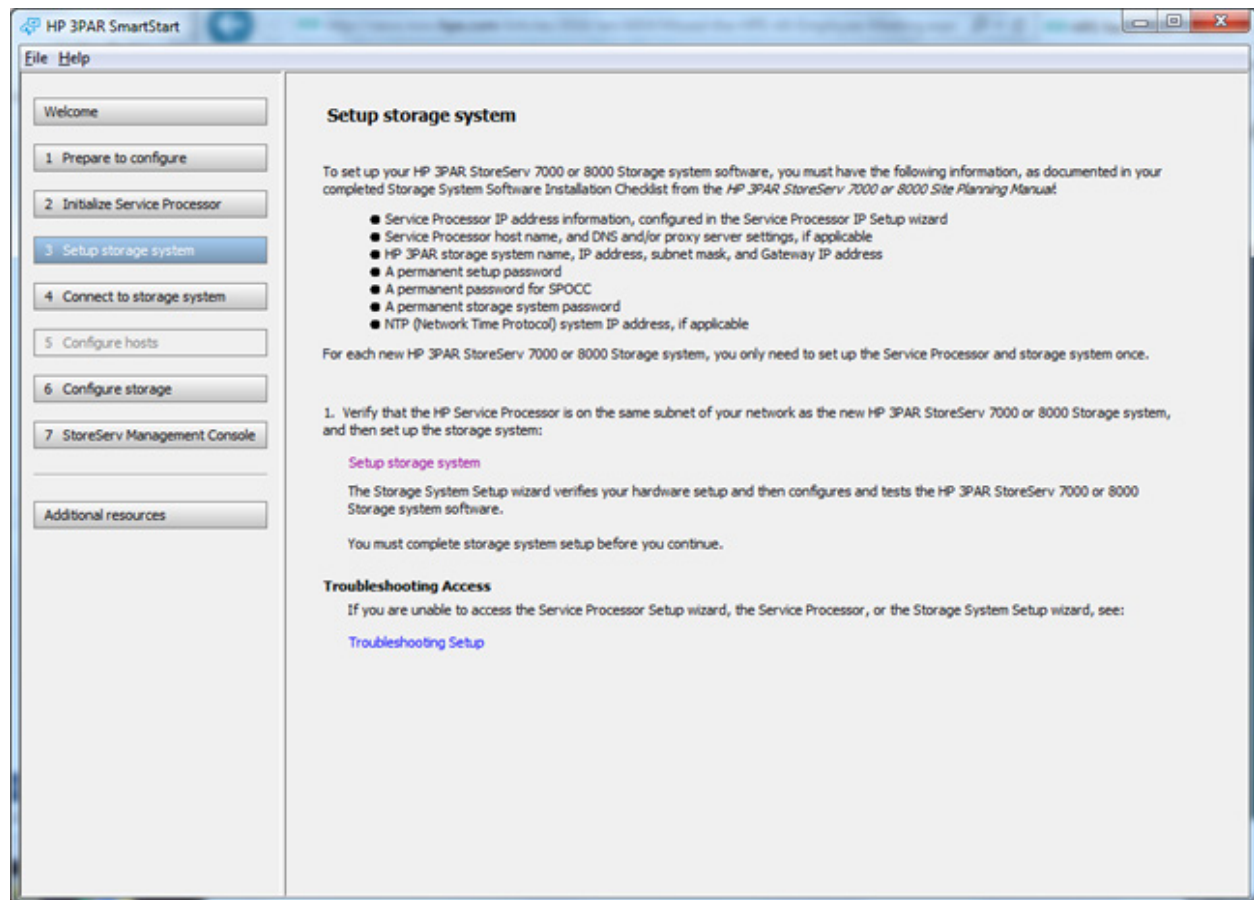 HP 3PAR SmartStart
File Help
Welcome
1 Prepare to configure
2 Initialize Service Processor
3 Setup storage system
4 Connect to storage system
5 Configure hosts
6 Configure storage
7 StoreServ Management Console
Additional resources
Setup storage system
To set up your HP 3PAR StoreServ 7000 or 8000 Storage system software, you must have the following information, as documented in your
completed Storage System Software Installation Checklist from the HP 3PAR StoreServ 7000 or 8000 Site Planning Manual:
● Service Processor IP address information, configured in the Service Processor IP Setup wizard
● Service Processor host name, and DNS and/or proxy server settings, if applicable
● HP 3PAR storage system name, IP address, subnet mask, and Gateway IP address
● A permanent setup password
● A permanent password for SPOCC
● A permanent storage system password
● NTP (Network Time Protocol) system IP address, if applicable
For each new HP 3PAR StoreServ 7000 or 8000 Storage system, you only need to set up the Service Processor and storage system once.
1. Verify that the HP Service Processor is on the same subnet of your network as the new HP 3PAR StoreServ 7000 or 8000 Storage system,
and then set up the storage system:
Setup storage system
The Storage System Setup wizard verifies your hardware setup and then configures and tests the HP 3PAR StoreServ 7000 or 8000
Storage system software.
You must complete storage system setup before you continue.
Troubleshooting Access
If you are unable to access the Service Processor Setup wizard, the Service Processor, or the Storage System Setup wizard, see:
Troubleshooting Setup